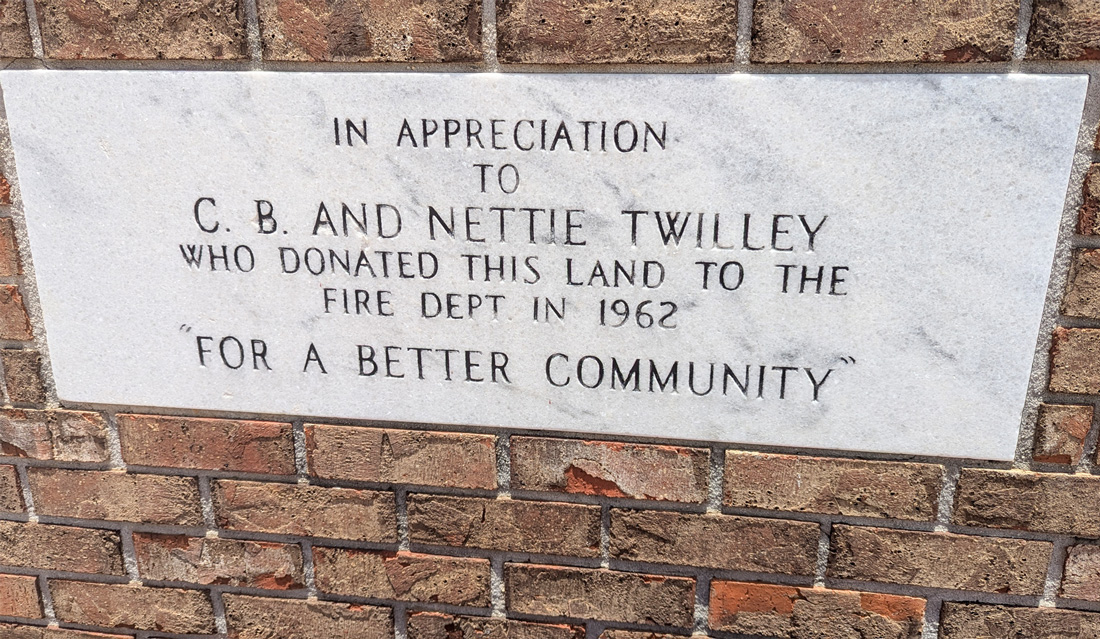 IN APPRECIATION
TO
C. B. AND NETTIE TWILLEY
WHO DONATED THIS LAND TO THE
FIRE DEPT. IN 1962
"FOR A BETTER COMMUNITY"